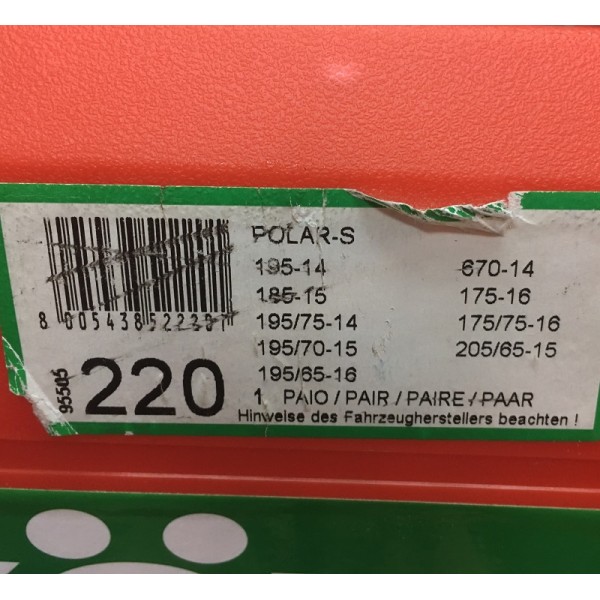 POLAR-S
195-14 670-14
185-15 175-16
195/75-14 175/75-16
195/70-15 205/65-15
195/65-16
1 PAIO / PAIR / PAIRE / PAAR
Hinweise des Fahrzeugherstellers beachten !
8 005438 522301
95505
220